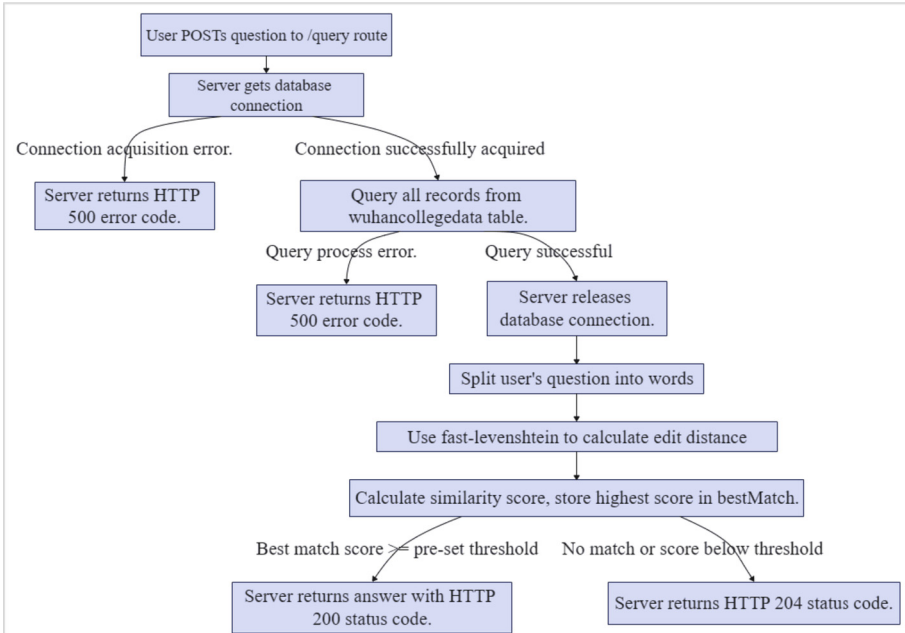 User POSTs question to /query route
Server gets database
connection
Connection acquisition error.
Connection successfully acquired
Server returns HTTP
500 error code.
Query all records from
wuhancollegedata table.
Query process error.
Query successful
Server returns HTTP
500 error code.
Server releases
database connection.
Split user's question into words
Use fast-levenshtein to calculate edit distance
Calculate similarity score, store highest score in bestMatch.
Best match score >= pre-set threshold
No match or score below threshold
Server returns answer with HTTP
200 status code.
Server returns HTTP 204 status code.